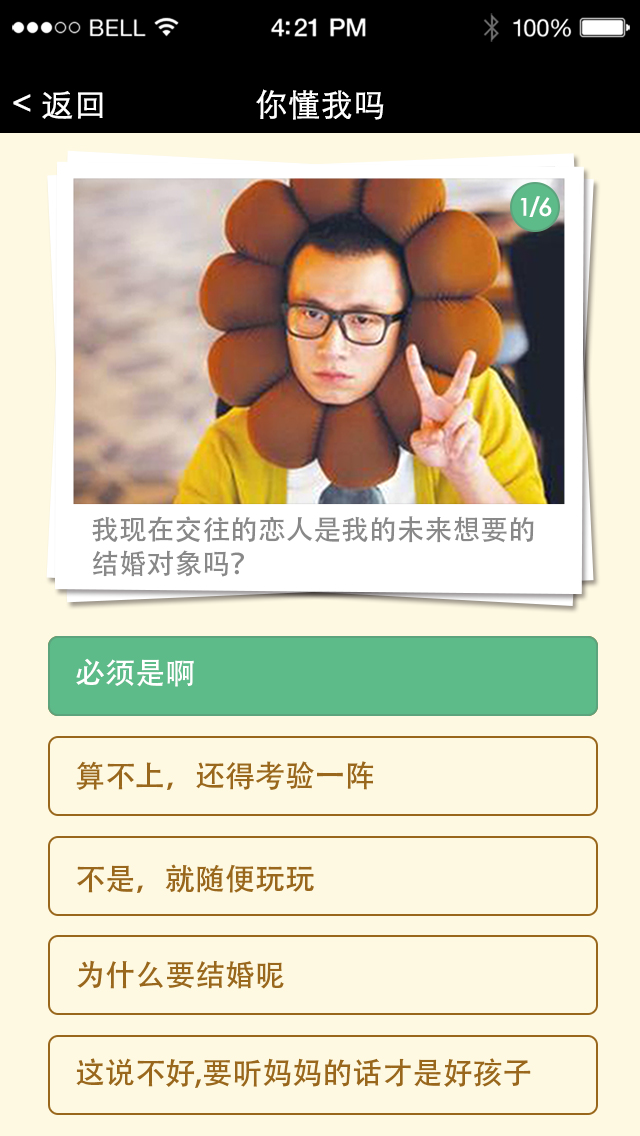 BELL 4:21 PM 100%
< 返回 你懂我吗
1/6
我现在交往的恋人是我的未来想要的
结婚对象吗?
必须是啊
算不上，还得考验一阵
不是，就随便玩玩
为什么要结婚呢
这说不好,要听妈妈的话才是好孩子